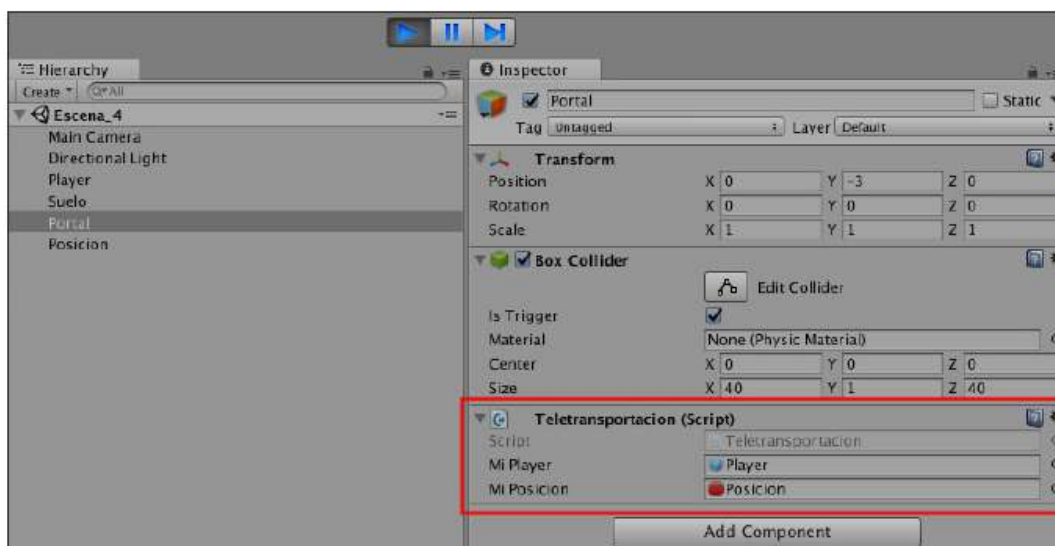 Hierarchy
Create
All
Escena_4
Main Camera
Directional Light
Player
Suelo
Portal
Posicion
Inspector
Portal
Static
Tag Untagged Layer Default
Transform
Position X 0 Y -3 Z 0
Rotation X 0 Y 0 Z 0
Scale X 1 Y 1 Z 1
Box Collider
Edit Collider
Is Trigger
Material None (Physic Material)
Center X 0 Y 0 Z 0
Size X 40 Y 1 Z 40
Teletransportacion (Script)
Script Teletransportacion
Mi Player Player
Mi Posicion Posicion
Add Component